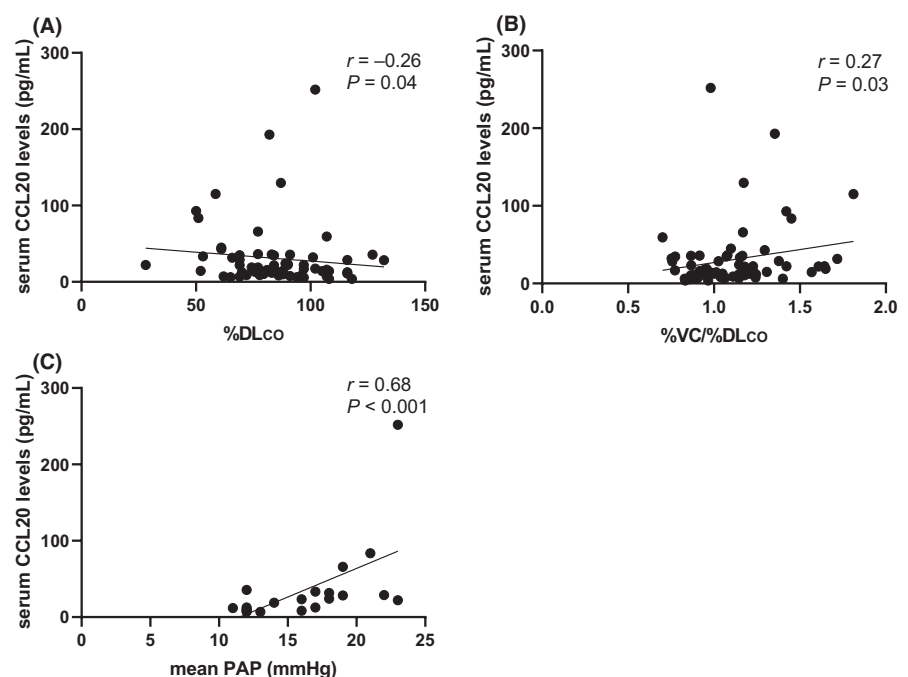 (A)
serum CCL20 levels (pg/mL)
300
200
100
0
0
50
100
150
%DLCO
r = –0.26
P = 0.04
(B)
serum CCL20 levels (pg/mL)
300
200
100
0
0.0
0.5
1.0
1.5
2.0
%VC/%DLCO
r = 0.27
P = 0.03
(C)
serum CCL20 levels (pg/mL)
300
200
100
0
0
5
10
15
20
25
mean PAP (mmHg)
r = 0.68
P < 0.001